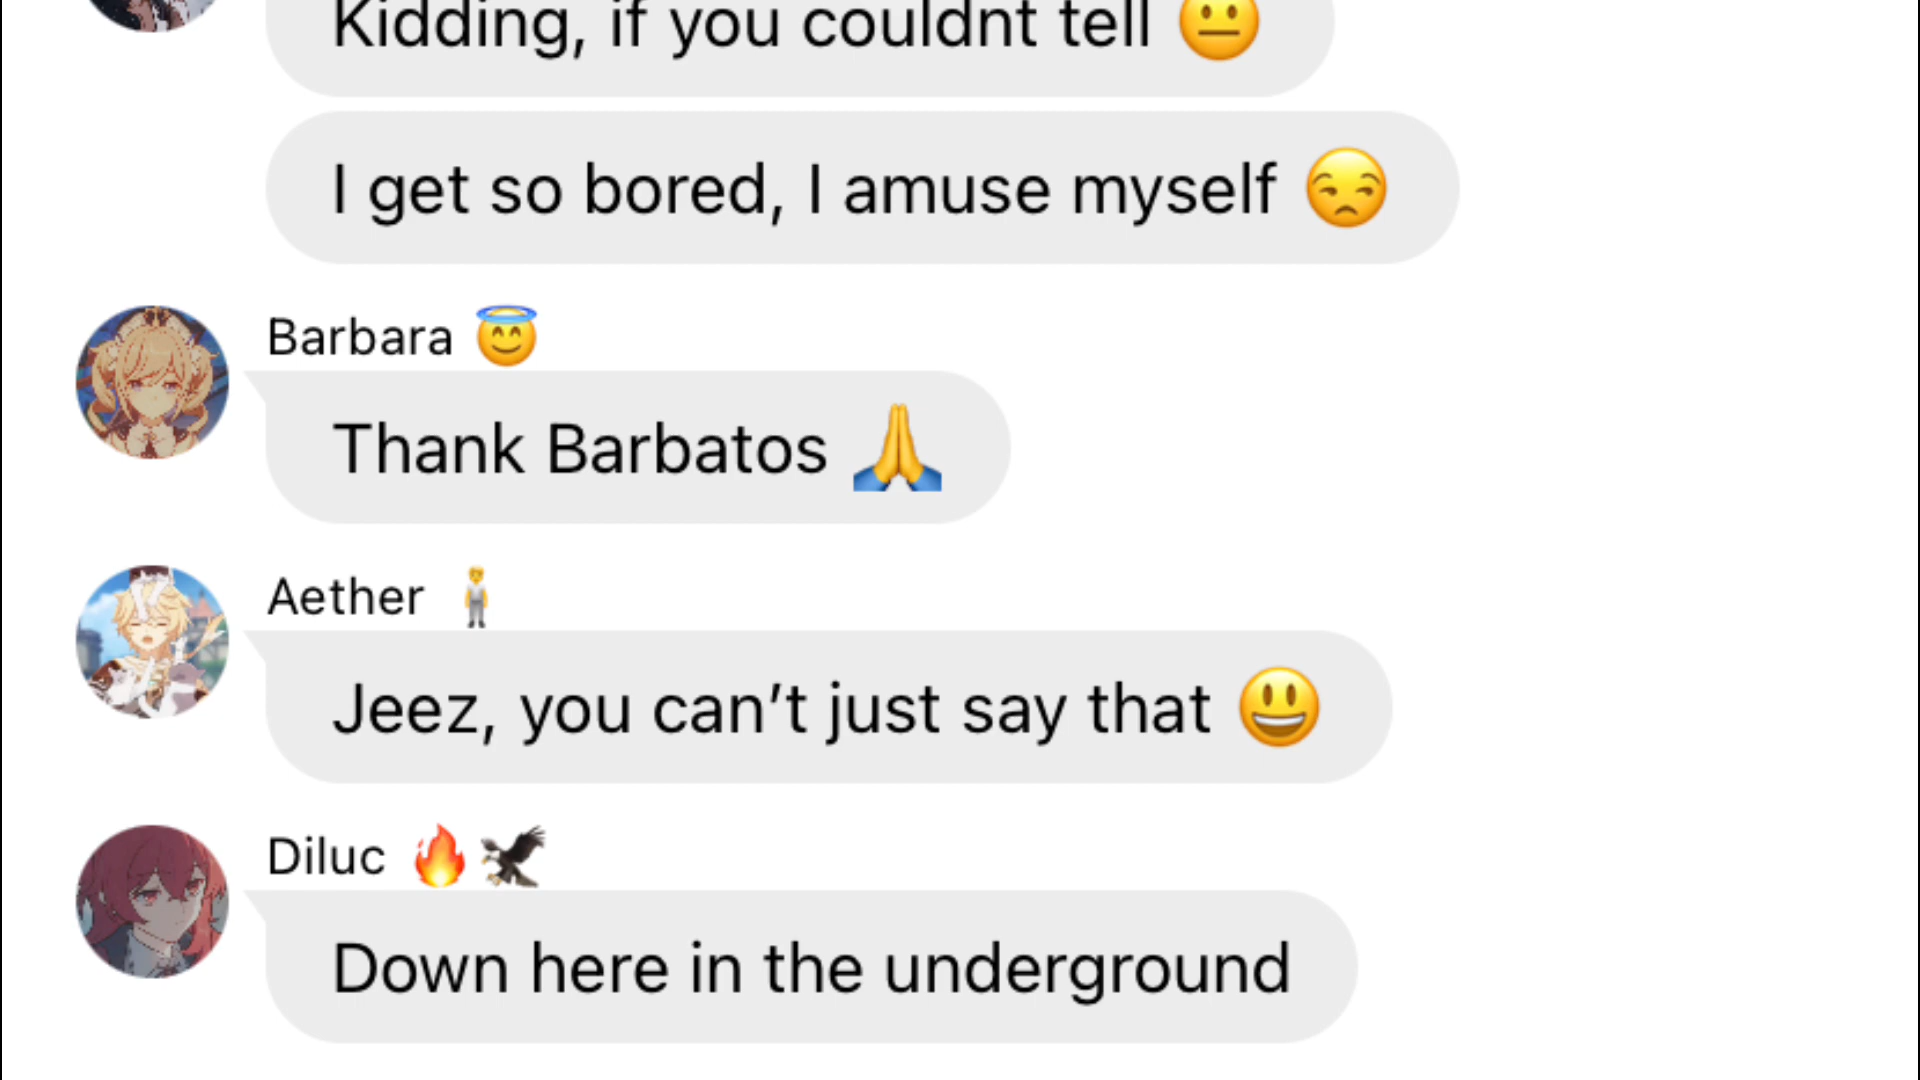 Kidding, if you couldnt tell 😐
I get so bored, I amuse myself 😒
Barbara 😇
Thank Barbatos 🙏
Aether 🧍‍♂️
Jeez, you can’t just say that 😃
Diluc 🔥🦅
Down here in the underground